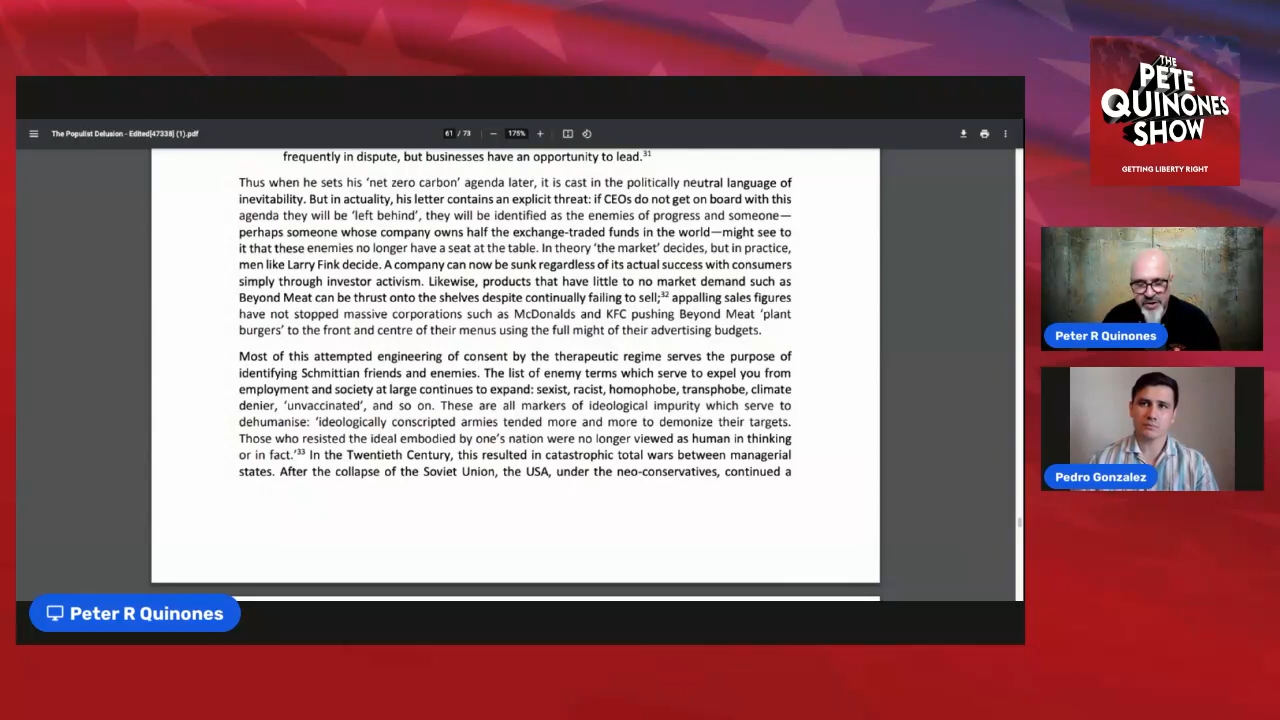 The Populist Delusion - Edited[47338] (1).pdf
61 / 73
175%
frequently in dispute, but businesses have an opportunity to lead.31
Thus when he sets his ‘net zero carbon’ agenda later, it is cast in the politically neutral language of
inevitability. But in actuality, his letter contains an explicit threat: if CEOs do not get on board with this
agenda they will be ‘left behind’, they will be identified as the enemies of progress and someone—
perhaps someone whose company owns half the exchange-traded funds in the world—might see to
it that these enemies no longer have a seat at the table. In theory ‘the market’ decides, but in practice,
men like Larry Fink decide. A company can now be sunk regardless of its actual success with consumers
simply through investor activism. Likewise, products that have little to no market demand such as
Beyond Meat can be thrust onto the shelves despite continually failing to sell;32 appalling sales figures
have not stopped massive corporations such as McDonalds and KFC pushing Beyond Meat ‘plant
burgers’ to the front and centre of their menus using the full might of their advertising budgets.
Most of this attempted engineering of consent by the therapeutic regime serves the purpose of
identifying Schmittian friends and enemies. The list of enemy terms which serve to expel you from
employment and society at large continues to expand: sexist, racist, homophobe, transphobe, climate
denier, ‘unvaccinated’, and so on. These are all markers of ideological impurity which serve to
dehumanise: ‘ideologically conscripted armies tended more and more to demonize their targets.
Those who resisted the ideal embodied by one’s nation were no longer viewed as human in thinking
or in fact.’33 In the Twentieth Century, this resulted in catastrophic total wars between managerial
states. After the collapse of the Soviet Union, the USA, under the neo-conservatives, continued a
Peter R Quinones
THE
PETE
QUINONES
SHOW
GETTING LIBERTY RIGHT
Peter R Quinones
Pedro Gonzalez